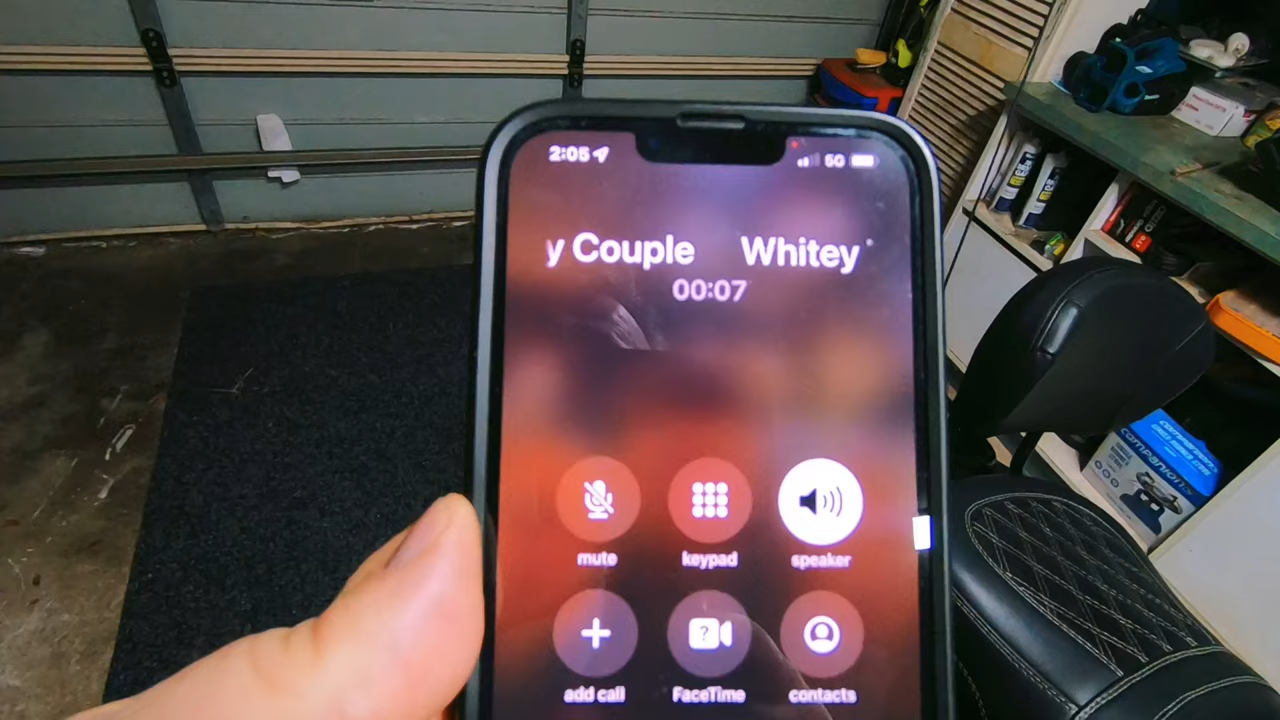 2:05 5G
y Couple Whitey
00:07
mute keypad speaker
add call FaceTime contacts